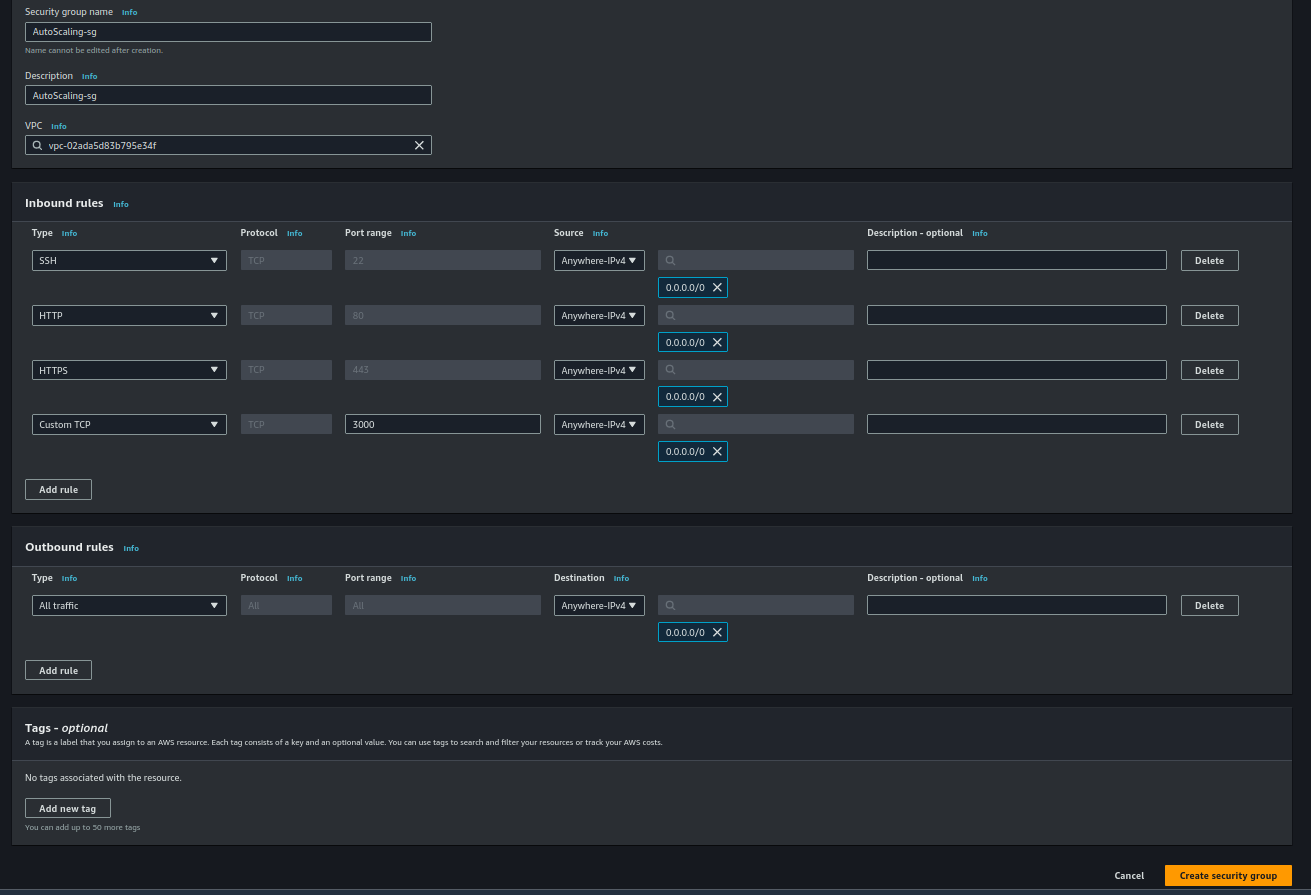 Security group name Info
AutoScaling-sg
Name cannot be edited after creation.
Description Info
AutoScaling-sg
VPC Info
vpc-02ada5d83b795e34f
Inbound rules Info
Type Info Protocol Info Port range Info Source Info Description - optional Info
SSH TCP 22 Anywhere-IPv4 Delete
0.0.0.0/0
HTTP TCP 80 Anywhere-IPv4 Delete
0.0.0.0/0
HTTPS TCP 443 Anywhere-IPv4 Delete
0.0.0.0/0
Custom TCP TCP 3000 Anywhere-IPv4 Delete
0.0.0.0/0
Add rule
Outbound rules Info
Type Info Protocol Info Port range Info Destination Info Description - optional Info
All traffic All All Anywhere-IPv4 Delete
0.0.0.0/0
Add rule
Tags - optional
A tag is a label that you assign to an AWS resource. Each tag consists of a key and an optional value. You can use tags to search and filter your resources or track your AWS costs.
No tags associated with the resource.
Add new tag
You can add up to 50 more tags
Cancel Create security group